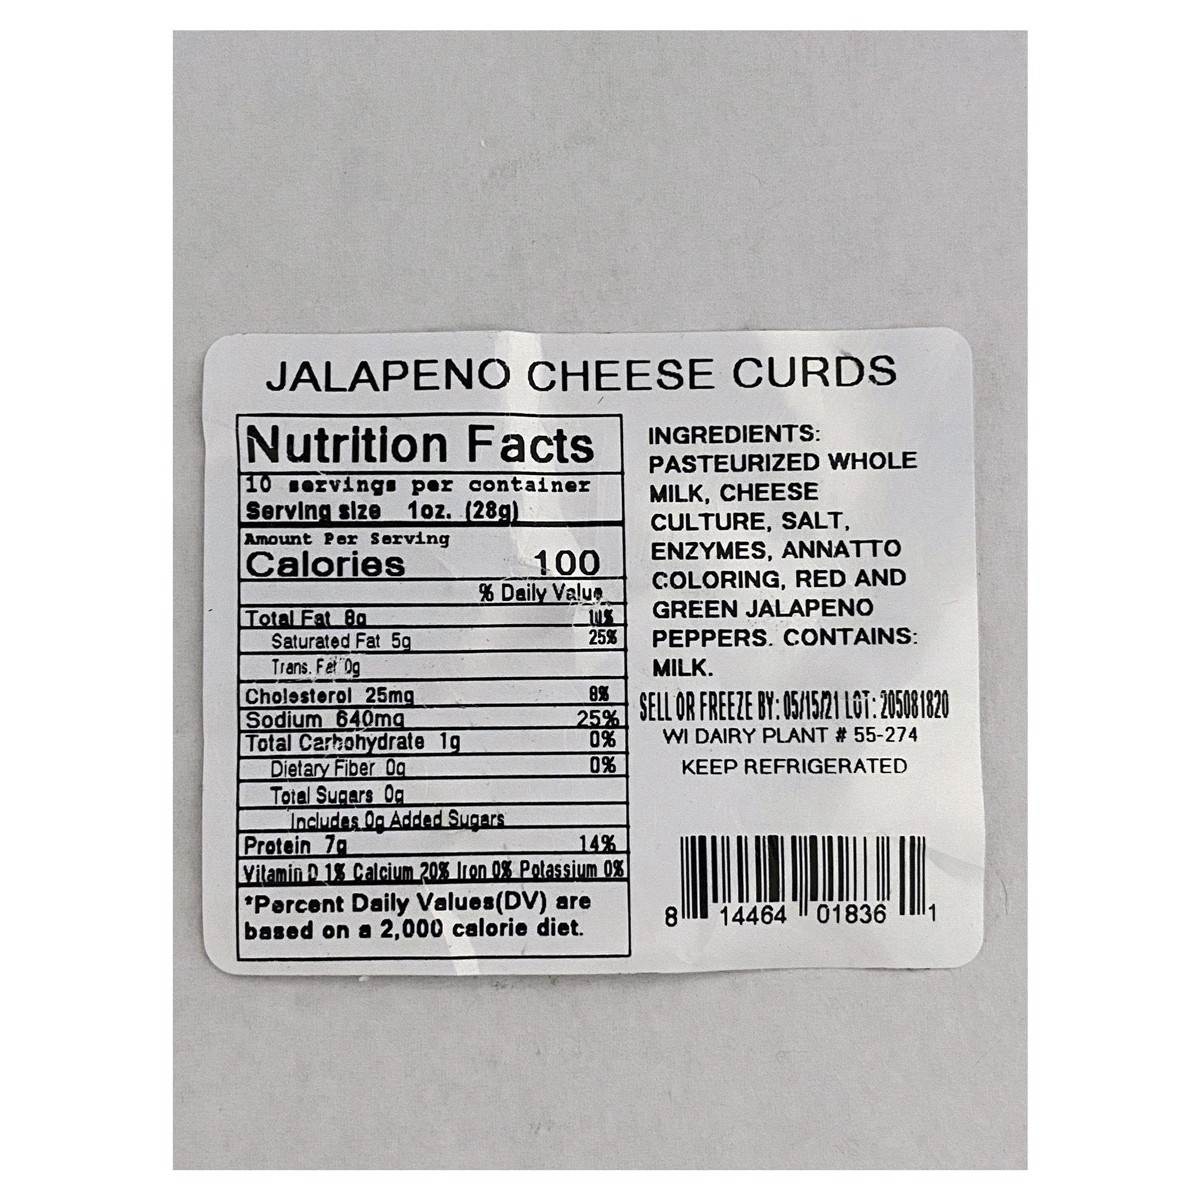 JALAPENO CHEESE CURDS
Nutrition Facts
10 servings per container
Serving size 1oz. (28g)
Amount Per Serving
Calories 100
% Daily Value
Total Fat 8g 10%
Saturated Fat 5g 25%
Trans. Fat 0g
Cholesterol 25mg 8%
Sodium 640mg 25%
Total Carbohydrate 1g 0%
Dietary Fiber 0g 0%
Total Sugars 0g
Includes 0g Added Sugars
Protein 7g 14%
Vitamin D 1% Calcium 20% Iron 0% Potassium 0%
*Percent Daily Values(DV) are
based on a 2,000 calorie diet.
INGREDIENTS:
PASTEURIZED WHOLE
MILK, CHEESE
CULTURE, SALT,
ENZYMES, ANNATTO
COLORING, RED AND
GREEN JALAPENO
PEPPERS. CONTAINS:
MILK.
SELL OR FREEZE BY: 05/15/21 LOT: 205081820
WI DAIRY PLANT # 55-274
KEEP REFRIGERATED
8 14464 01836 1